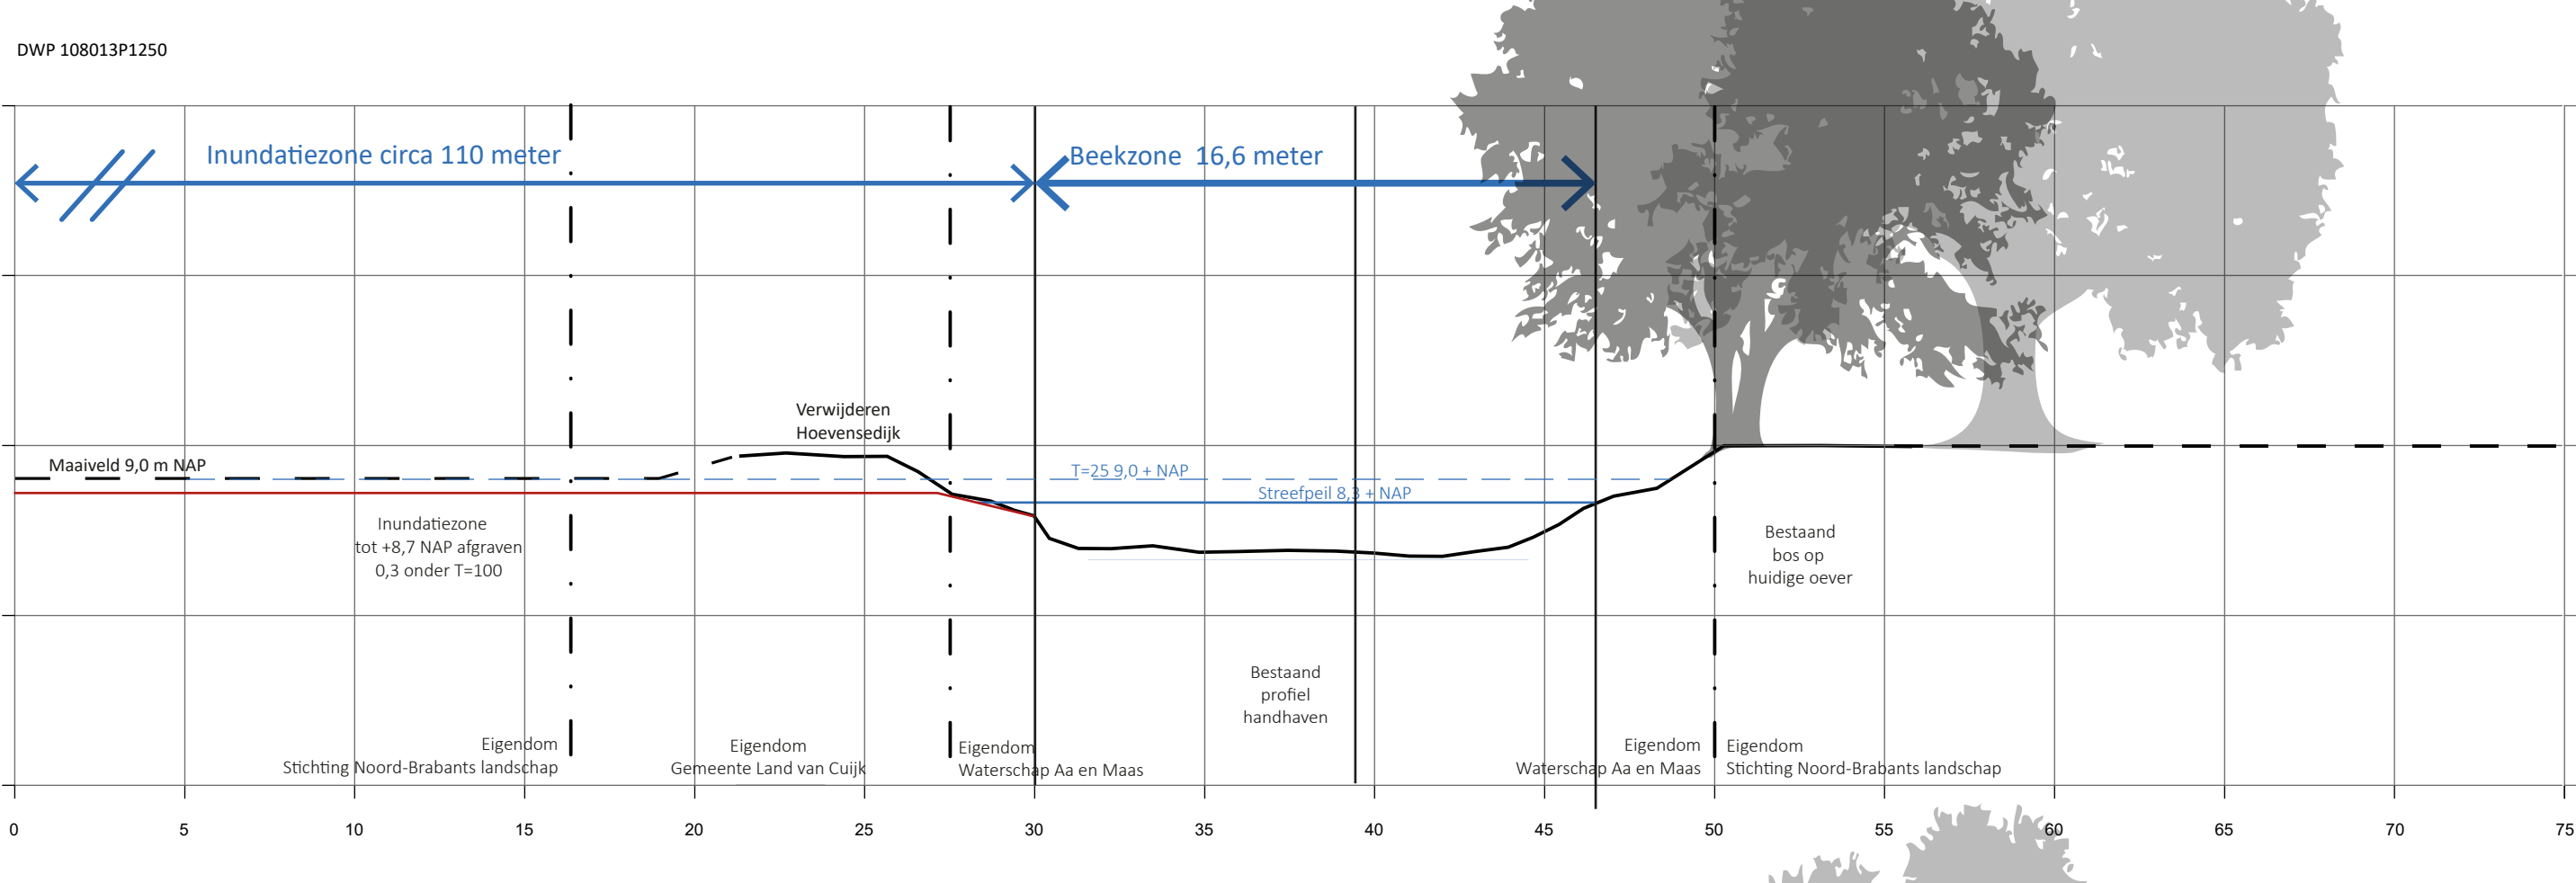 DWP 108013P1250
Inundatiezone circa 110 meter
Beekzone 16,6 meter
Verwijderen
Hoevensedijk
Maaiveld 9,0 m NAP
T=25 9,0 + NAP
Streefpeil 8,3 + NAP
Inundatiezone
tot +8,7 NAP afgraven
0,3 onder T=100
Bestaand
bos op
huidige oever
Bestaand
profiel
handhaven
Eigendom
Stichting Noord-Brabants landschap
Eigendom
Gemeente Land van Cuijk
Eigendom
Waterschap Aa en Maas
Eigendom
Waterschap Aa en Maas
Eigendom
Stichting Noord-Brabants landschap
0 5 10 15 20 25 30 35 40 45 50 55 60 65 70 75